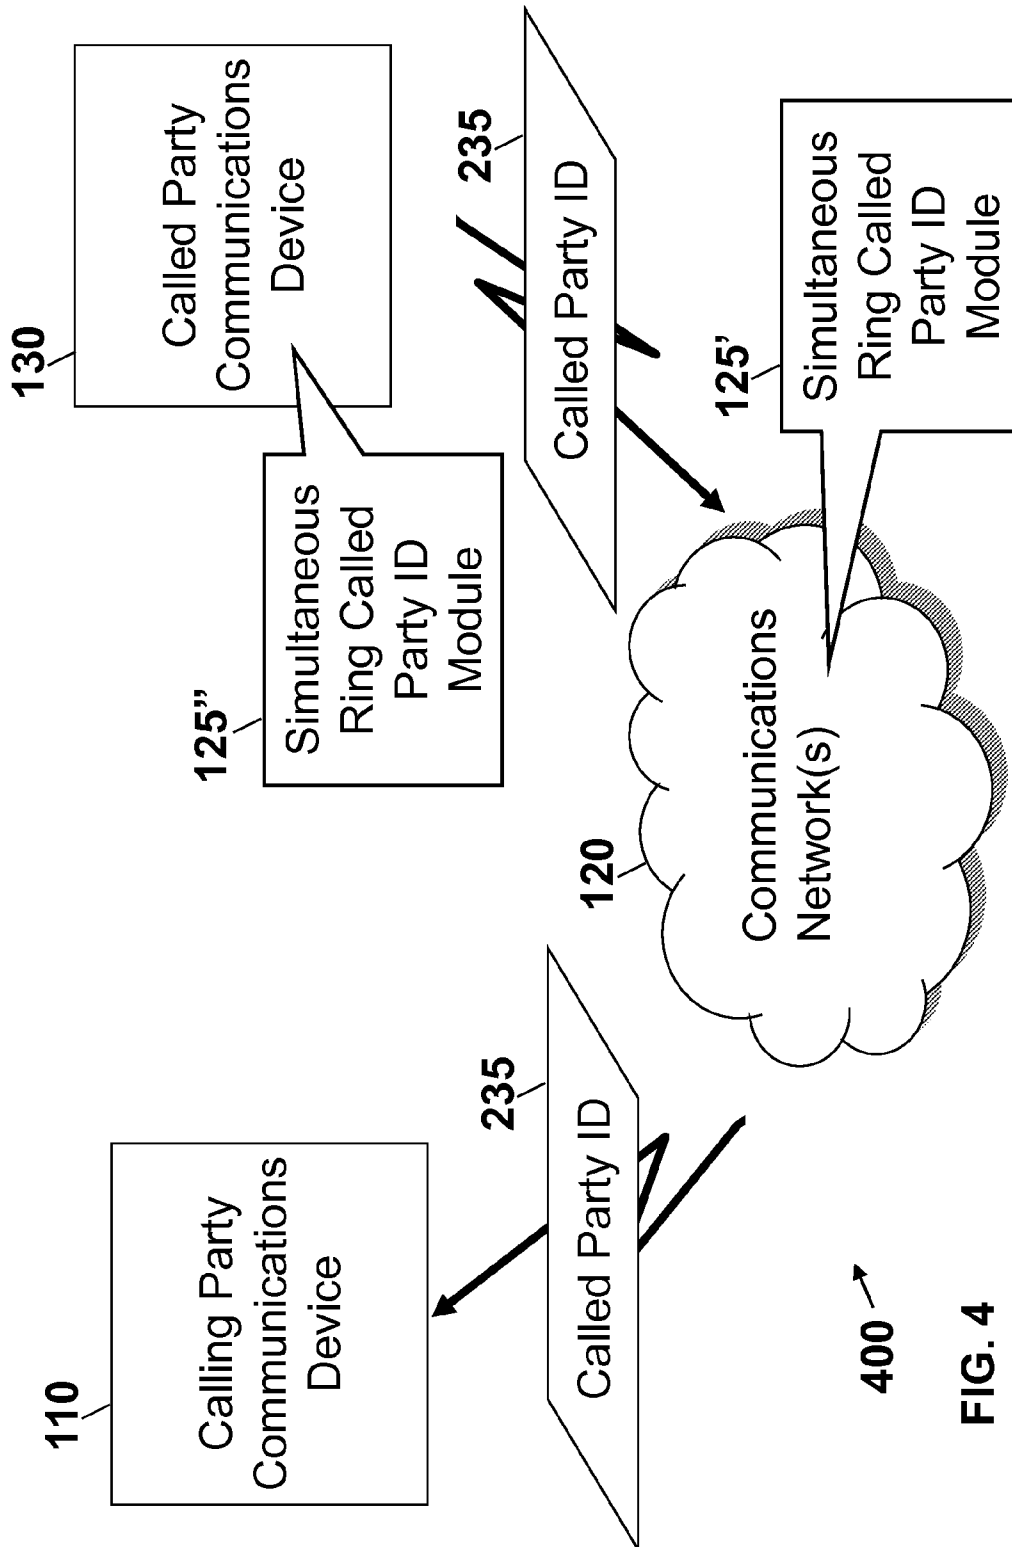 110
Calling Party
Communications
Device
130
Called Party
Communications
Device
125”
Simultaneous
Ring Called
Party ID
Module
235
Called Party ID
235
Called Party ID
120
Communications
Network(s)
125'
Simultaneous
Ring Called
Party ID
Module
400
FIG. 4